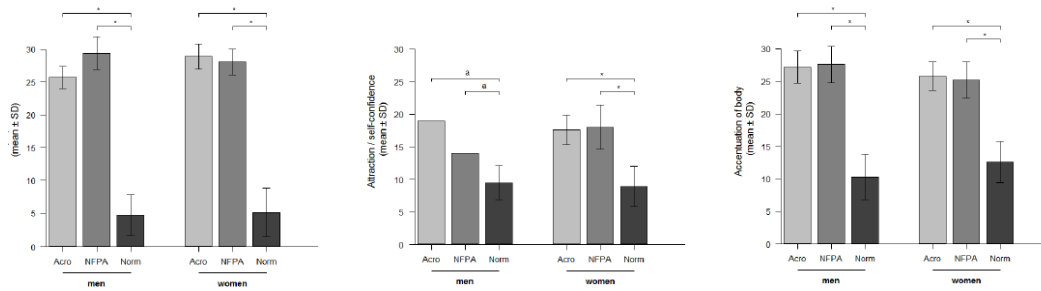 (mean ± SD)
30
25
20
15
10
5
0
* * * *
Acro NFPA Norm Acro NFPA Norm
men women
Attraction / self-confidence
(mean ± SD)
30
25
20
15
10
5
0
a a * *
Acro NFPA Norm Acro NFPA Norm
men women
Accentuation of body
(mean ± SD)
30
25
20
15
10
5
0
* * * *
Acro NFPA Norm Acro NFPA Norm
men women